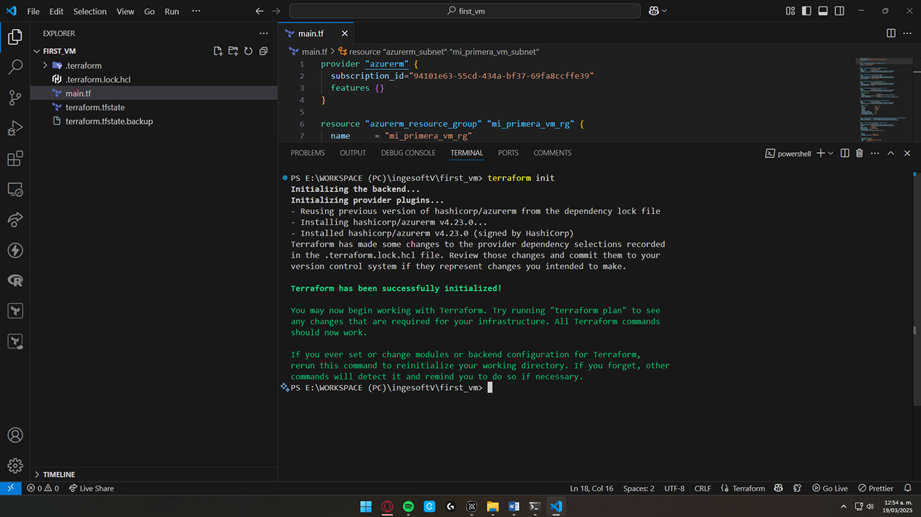 File Edit Selection View Go Run ··· first_vm
EXPLORER ···
FIRST_VM
.terraform
.terraform.lock.hcl
main.tf
terraform.tfstate
terraform.tfstate.backup
TIMELINE
main.tf
main.tf > resource "azurerm_subnet" "mi_primera_vm_subnet"
1 provider "azurerm" {
2 subscription_id="94101e63-55cd-434a-bf37-69fa8ccffe39"
3 features {}
4 }
5
6 resource "azurerm_resource_group" "mi_primera_vm_rg" {
7 name = "mi_primera_vm_rg"
PROBLEMS OUTPUT DEBUG CONSOLE TERMINAL PORTS COMMENTS powershell
PS E:\WORKSPACE (PC)\ingesoftV\first_vm> terraform init
Initializing the backend...
Initializing provider plugins...
- Reusing previous version of hashicorp/azurerm from the dependency lock file
- Installing hashicorp/azurerm v4.23.0...
- Installed hashicorp/azurerm v4.23.0 (signed by HashiCorp)
Terraform has made some changes to the provider dependency selections recorded
in the .terraform.lock.hcl file. Review those changes and commit them to your
version control system if they represent changes you intended to make.
Terraform has been successfully initialized!
You may now begin working with Terraform. Try running "terraform plan" to see
any changes that are required for your infrastructure. All Terraform commands
should now work.
If you ever set or change modules or backend configuration for Terraform,
rerun this command to reinitialize your working directory. If you forget, other
commands will detect it and remind you to do so if necessary.
PS E:\WORKSPACE (PC)\ingesoftV\first_vm>
0 0 Live Share Ln 18, Col 16 Spaces: 2 UTF-8 CRLF Terraform Go Live Prettier
12:54 a. m.
19/03/2025